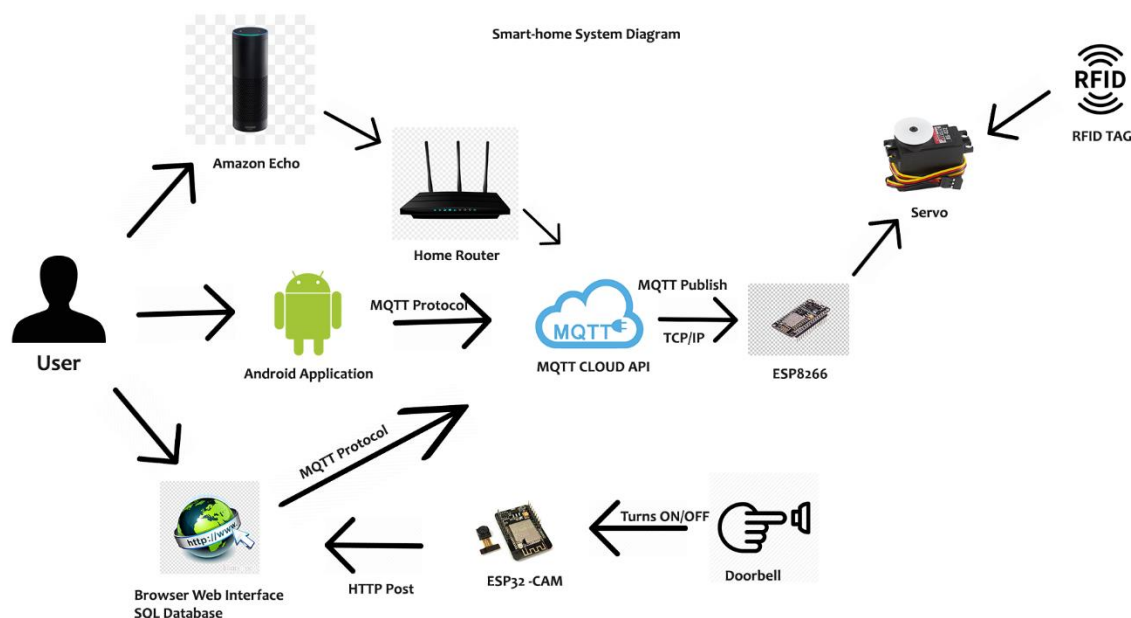 Smart-home System Diagram
RFID
RFID TAG
Amazon Echo
Servo
Home Router
MQTT Protocol
MQTT Publish
MQTT
TCP/IP
User
Android Application
MQTT CLOUD API
ESP8266
MQTT Protocol
http://www.
Turns ON/OFF
ESP32 -CAM
Doorbell
HTTP Post
Browser Web Interface
SQL Database